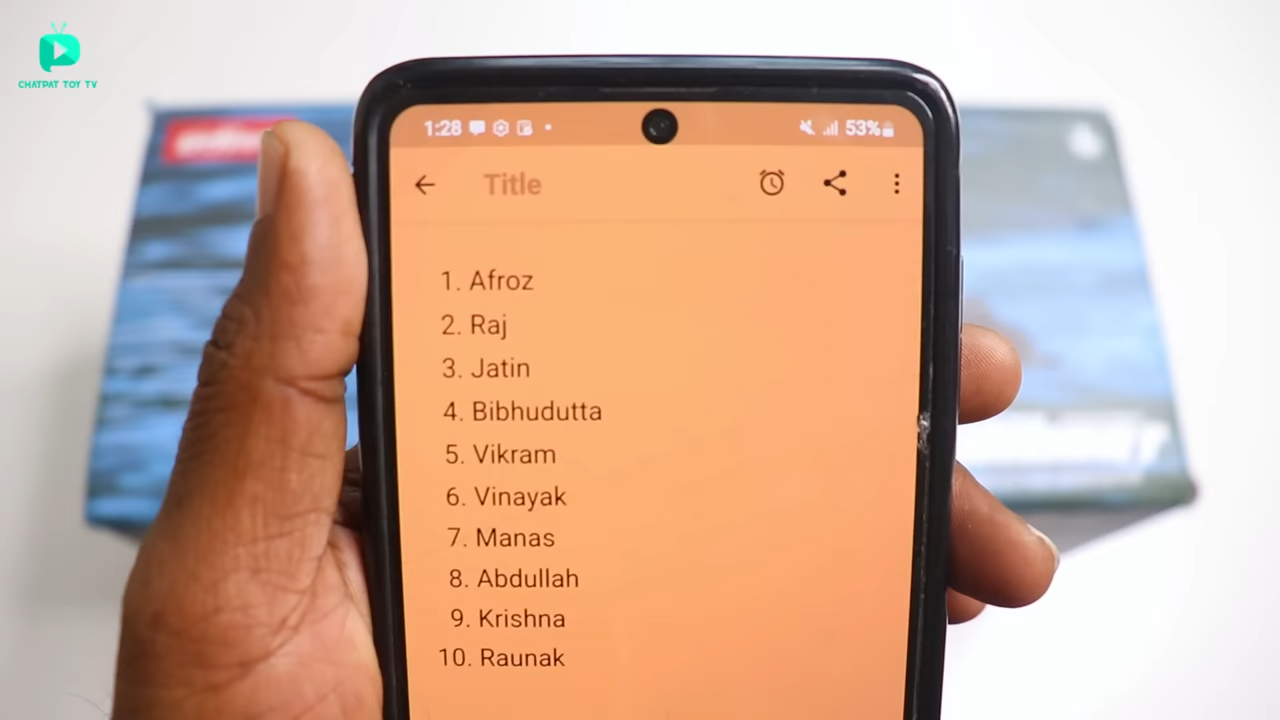 CHATPAT TOY TV
1:28 53%
Title
1. Afroz
2. Raj
3. Jatin
4. Bibhudutta
5. Vikram
6. Vinayak
7. Manas
8. Abdullah
9. Krishna
10. Raunak